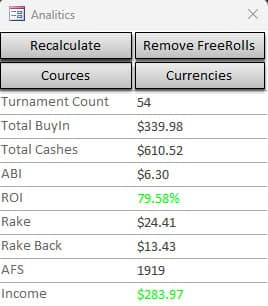 Analitics
Recalculate Remove FreeRolls
Cources Currencies
Turnament Count 54
Total BuyIn $339.98
Total Cashes $610.52
ABI $6.30
ROI 79.58%
Rake $24.41
Rake Back $13.43
AFS 1919
Income $283.97